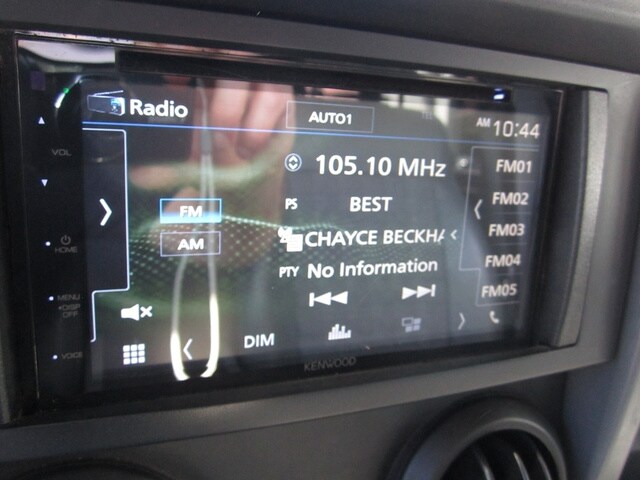 Radio
AUTO1
AM 10:44
VOL
105.10 MHz
FM01
FM
PS BEST
FM02
AM
CHAYCE BECKHA
FM03
HOME
PTY No Information
FM04
MENU
•DISP
OFF
FM05
VOICE
DIM
KENWOOD